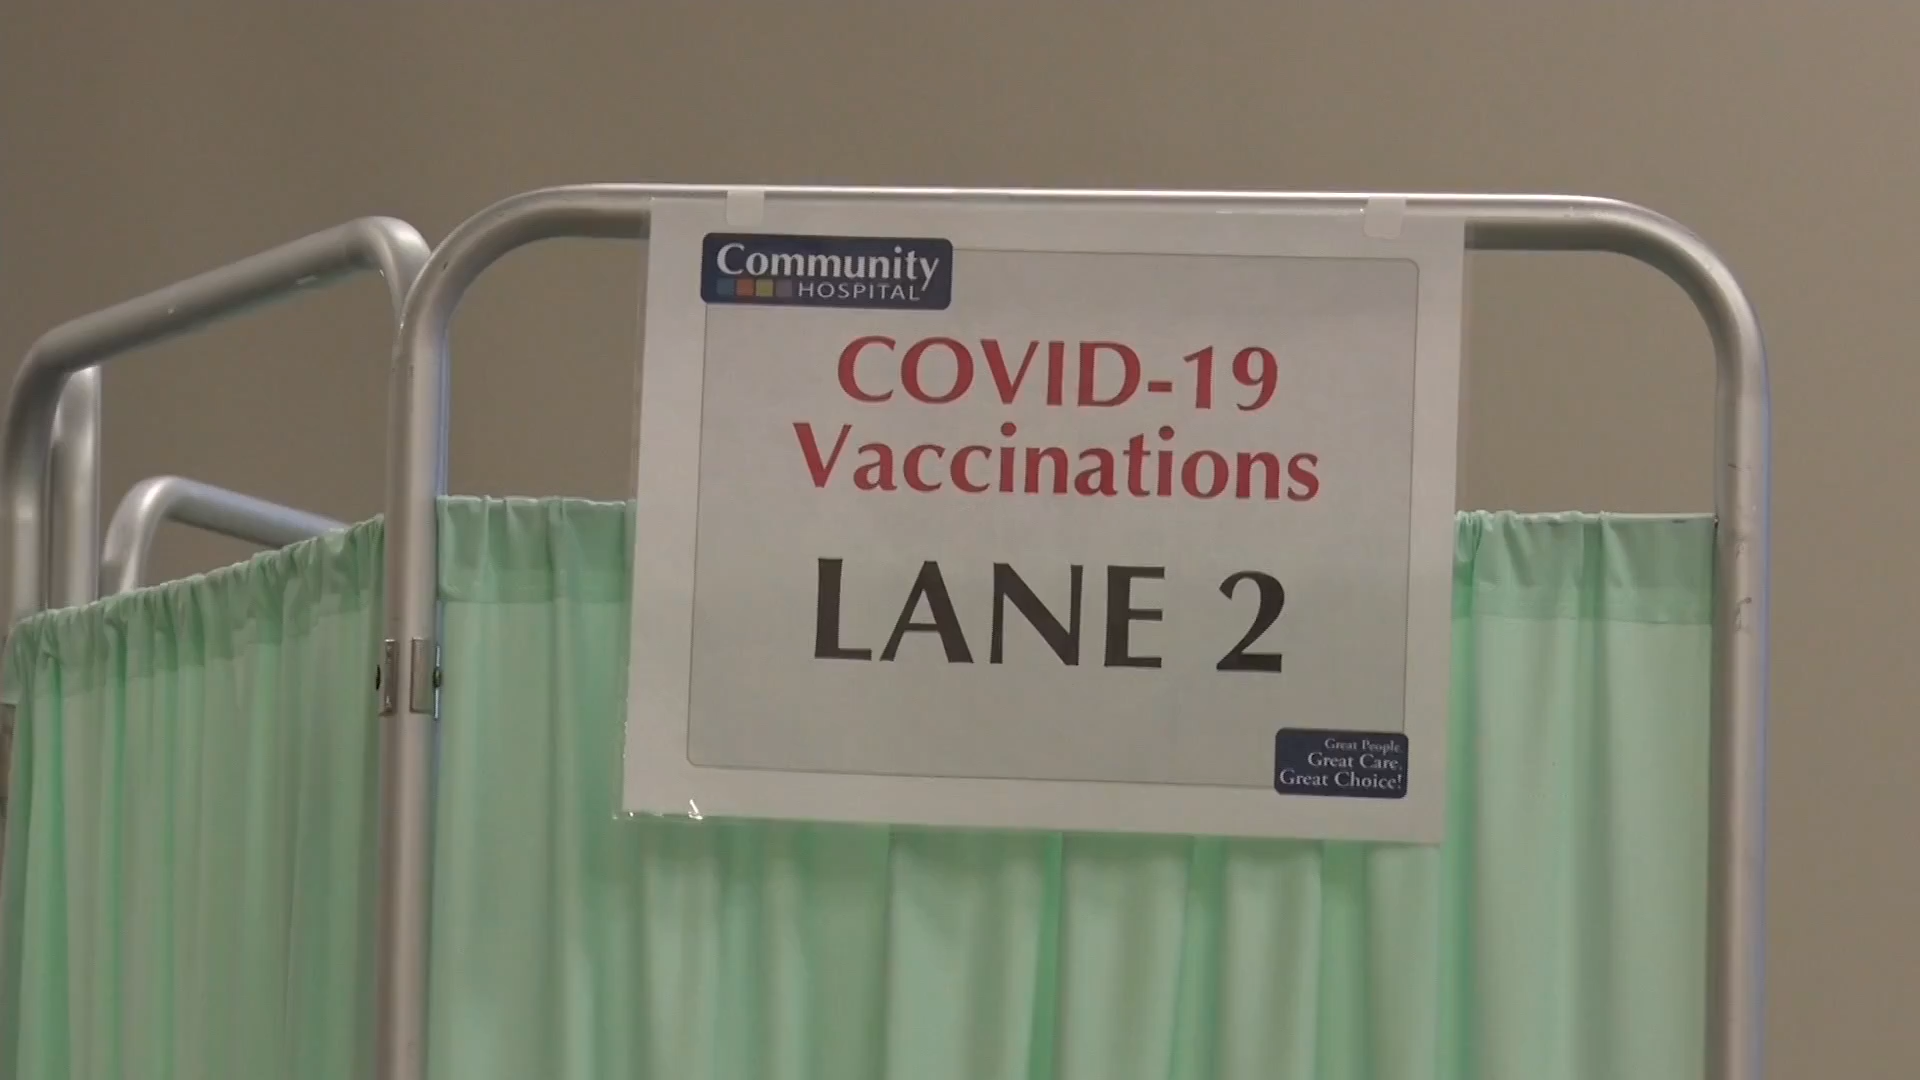 Community
HOSPITAL
COVID-19
Vaccinations
LANE 2
Great People.
Great Care.
Great Choice!